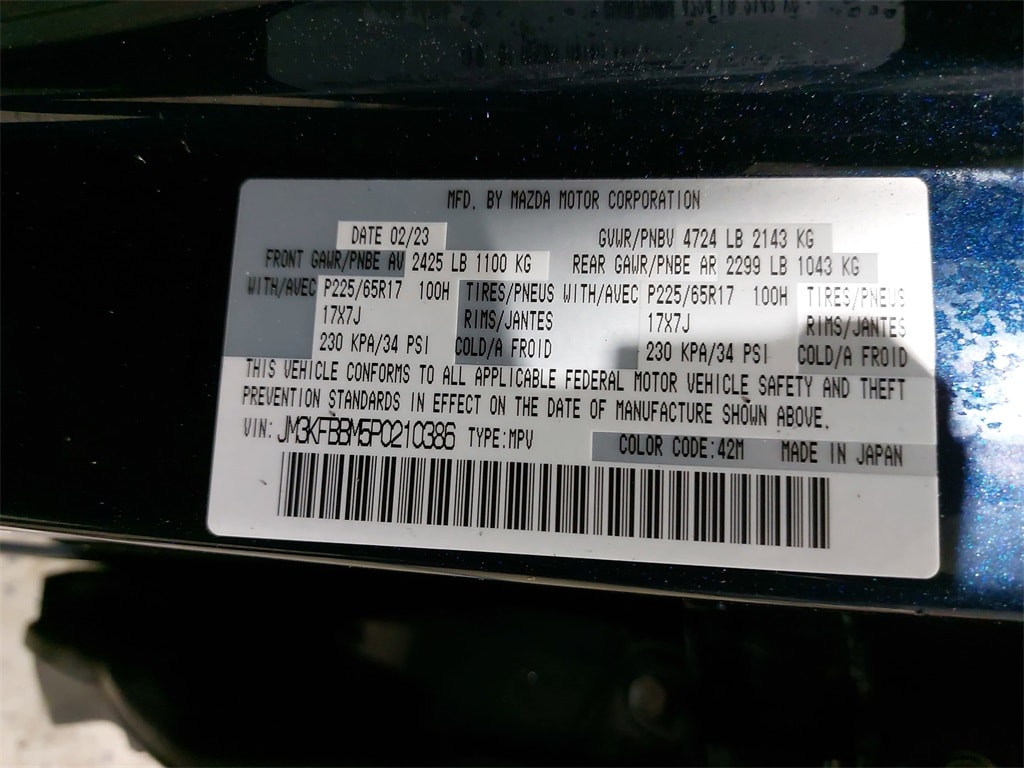 MFD. BY MAZDA MOTOR CORPORATION
DATE 02/23 GVWR/PNBV 4724 LB 2143 KG
FRONT GAWR/PNBE AV 2425 LB 1100 KG REAR GAWR/PNBE AR 2299 LB 1043 KG
WITH/AVEC P225/65R17 100H TIRES/PNEUS WITH/AVEC P225/65R17 100H TIRES/PNEUS
17X7J RIMS/JANTES 17X7J RIMS/JANTES
230 KPA/34 PSI COLD/A FROID 230 KPA/34 PSI COLD/A FROID
THIS VEHICLE CONFORMS TO ALL APPLICABLE FEDERAL MOTOR VEHICLE SAFETY AND THEFT
PREVENTION STANDARDS IN EFFECT ON THE DATE OF MANUFACTURE SHOWN ABOVE.
VIN: JM3KFBBM5P0210386 TYPE:MPV COLOR CODE:42M MADE IN JAPAN